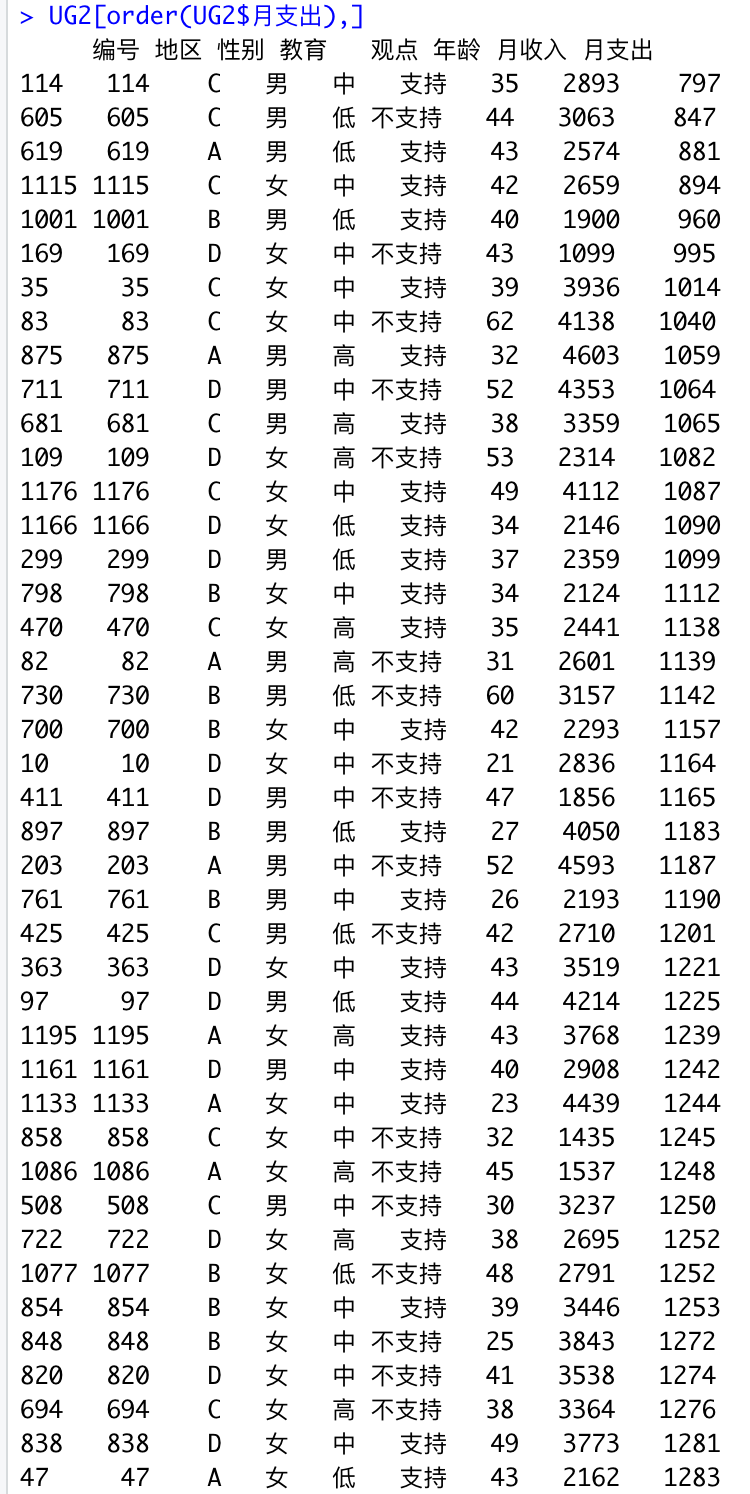 > UG2[order(UG2$月支出),]
编号 地区 性别 教育 观点 年龄 月收入 月支出
114 114 C 男 中 支持 35 2893 797
605 605 C 男 低 不支持 44 3063 847
619 619 A 男 低 支持 43 2574 881
1115 1115 C 女 中 支持 42 2659 894
1001 1001 B 男 低 支持 40 1900 960
169 169 D 女 中 不支持 43 1099 995
35 35 C 女 中 支持 39 3936 1014
83 83 C 女 中 不支持 62 4138 1040
875 875 A 男 高 支持 32 4603 1059
711 711 D 男 中 不支持 52 4353 1064
681 681 C 男 高 支持 38 3359 1065
109 109 D 女 高 不支持 53 2314 1082
1176 1176 C 女 中 支持 49 4112 1087
1166 1166 D 女 低 支持 34 2146 1090
299 299 D 男 低 支持 37 2359 1099
798 798 B 女 中 支持 34 2124 1112
470 470 C 女 高 支持 35 2441 1138
82 82 A 男 高 不支持 31 2601 1139
730 730 B 男 低 不支持 60 3157 1142
700 700 B 女 中 支持 42 2293 1157
10 10 D 女 中 不支持 21 2836 1164
411 411 D 男 中 不支持 47 1856 1165
897 897 B 男 低 支持 27 4050 1183
203 203 A 男 中 不支持 52 4593 1187
761 761 B 男 中 支持 26 2193 1190
425 425 C 男 低 不支持 42 2710 1201
363 363 D 女 中 支持 43 3519 1221
97 97 D 男 低 支持 44 4214 1225
1195 1195 A 女 高 支持 43 3768 1239
1161 1161 D 男 中 支持 40 2908 1242
1133 1133 A 女 中 支持 23 4439 1244
858 858 C 女 中 不支持 32 1435 1245
1086 1086 A 女 高 不支持 45 1537 1248
508 508 C 男 中 不支持 30 3237 1250
722 722 D 女 高 支持 38 2695 1252
1077 1077 B 女 低 不支持 48 2791 1252
854 854 B 女 中 支持 39 3446 1253
848 848 B 女 中 不支持 25 3843 1272
820 820 D 女 中 不支持 41 3538 1274
694 694 C 女 高 不支持 38 3364 1276
838 838 D 女 中 支持 49 3773 1281
47 47 A 女 低 支持 43 2162 1283